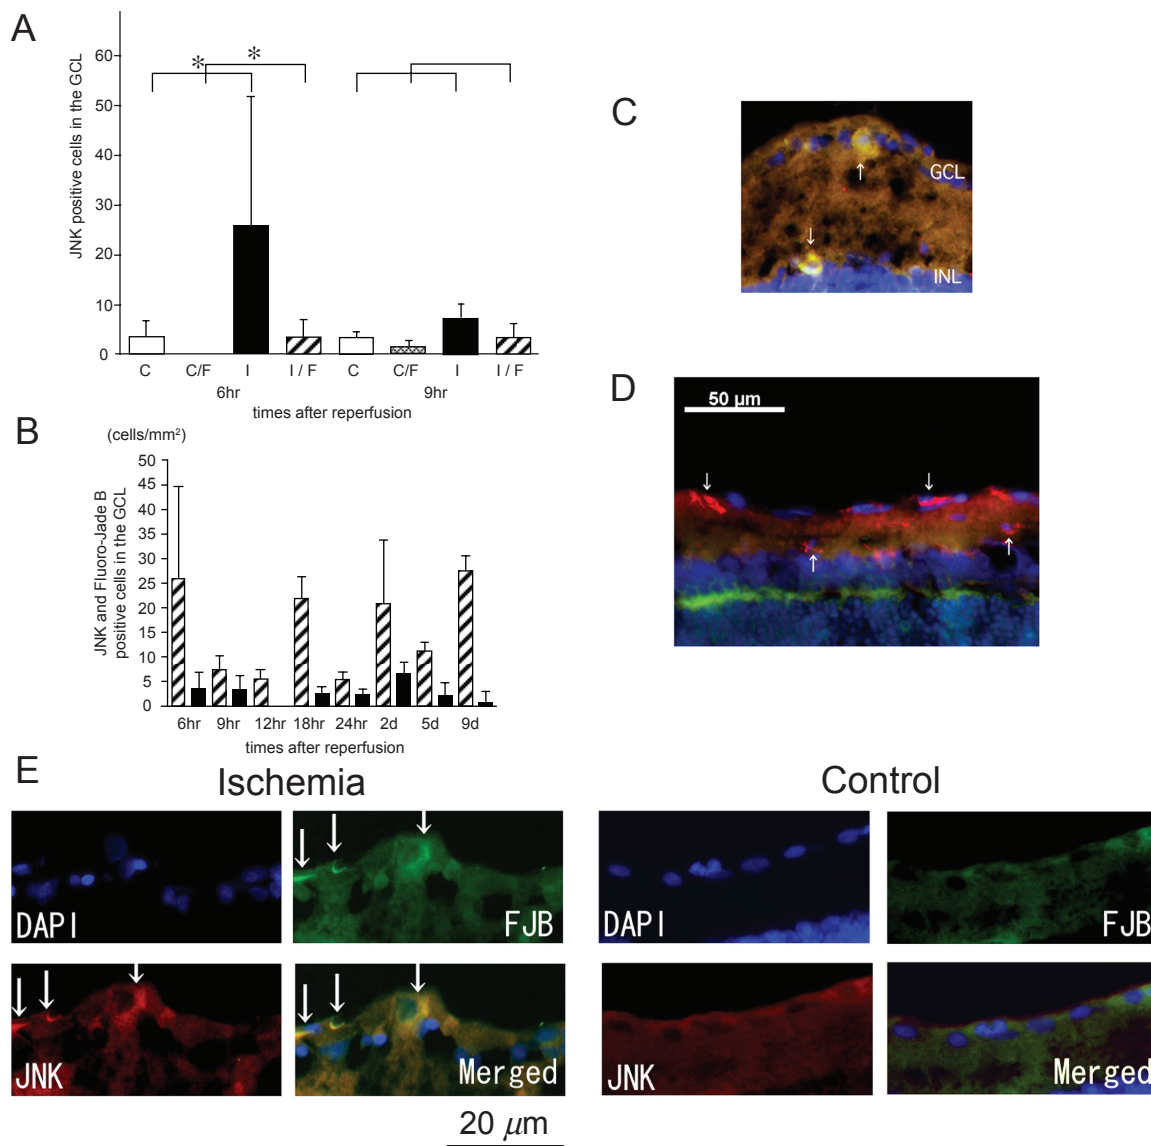 A
JNK positive cells in the GCL
60
50
40
30
20
10
0
* *
C C/F I I / F C C/F I I / F
6hr 9hr
times after reperfusion
B
(cells/mm²)
JNK and Fluoro-Jade B
positive cells in the GCL
50
45
40
35
30
25
20
15
10
5
0
6hr 9hr 12hr 18hr 24hr 2d 5d 9d
times after reperfusion
C
GCL
INL
D
50 µm
E
Ischemia Control
DAPI FJB DAPI FJB
JNK Merged JNK Merged
20 µm